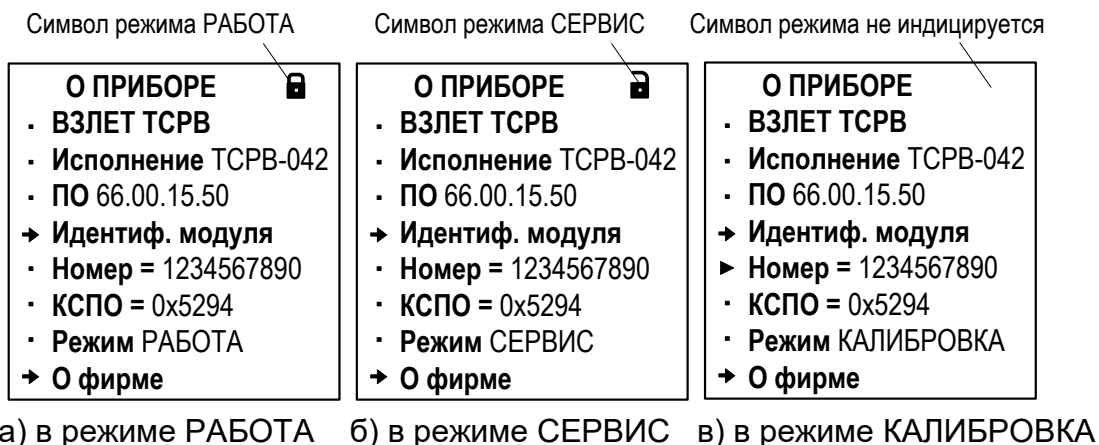 Символ режима РАБОТА
Символ режима СЕРВИС
Символ режима не индицируется
О ПРИБОРЕ
ВЗЛЕТ ТСРВ
Исполнение ТСРВ-042
ПО 66.00.15.50
Идентиф. модуля
Номер = 1234567890
КСПО = 0x5294
Режим РАБОТА
О фирме
О ПРИБОРЕ
ВЗЛЕТ ТСРВ
Исполнение ТСРВ-042
ПО 66.00.15.50
Идентиф. модуля
Номер = 1234567890
КСПО = 0x5294
Режим СЕРВИС
О фирме
О ПРИБОРЕ
ВЗЛЕТ ТСРВ
Исполнение ТСРВ-042
ПО 66.00.15.50
Идентиф. модуля
Номер = 1234567890
КСПО = 0x5294
Режим КАЛИБРОВКА
О фирме
а) в режиме РАБОТА
б) в режиме СЕРВИС
в) в режиме КАЛИБРОВКА